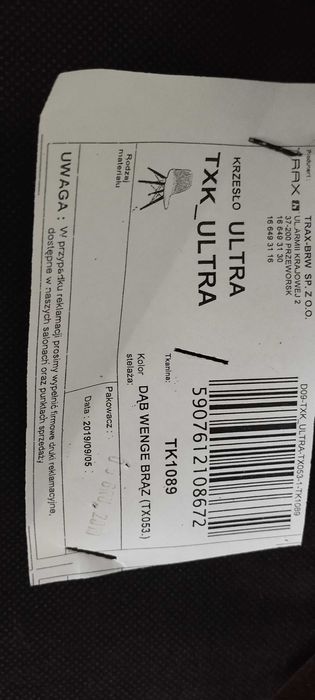 Producent:
TRAX-BRW SP. Z O.O.
UL.ARMII KRAJOWEJ 2
37-200 PRZEWORSK
16 649 31 30
16 649 31 16
D09-TXK_ULTRA-TX053-1-TK1089
KRZESŁO ULTRA
TXK_ULTRA
5907612108672
Rodzaj
materiału
Tkanina:
TK1089
Kolor
stelaża:
DĄB WENGE BRĄZ (TX053.)
Pakowacz :
Data : 2019/09/05 :
UWAGA : W przypadku reklamacji prosimy wypełnić firmowe druki reklamacyjne,
dostępne w naszych salonach oraz punktach sprzedaży